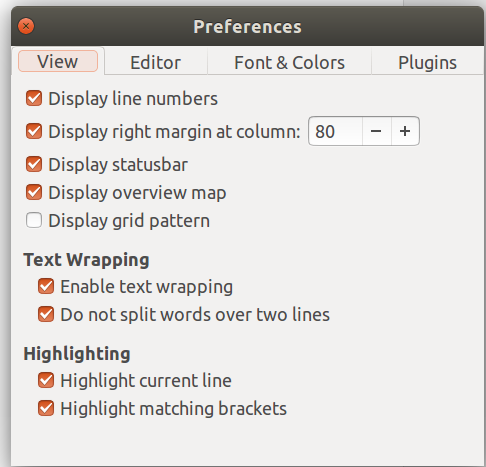 Preferences
View Editor Font & Colors Plugins
Display line numbers
Display right margin at column: 80 − +
Display statusbar
Display overview map
Display grid pattern
Text Wrapping
Enable text wrapping
Do not split words over two lines
Highlighting
Highlight current line
Highlight matching brackets